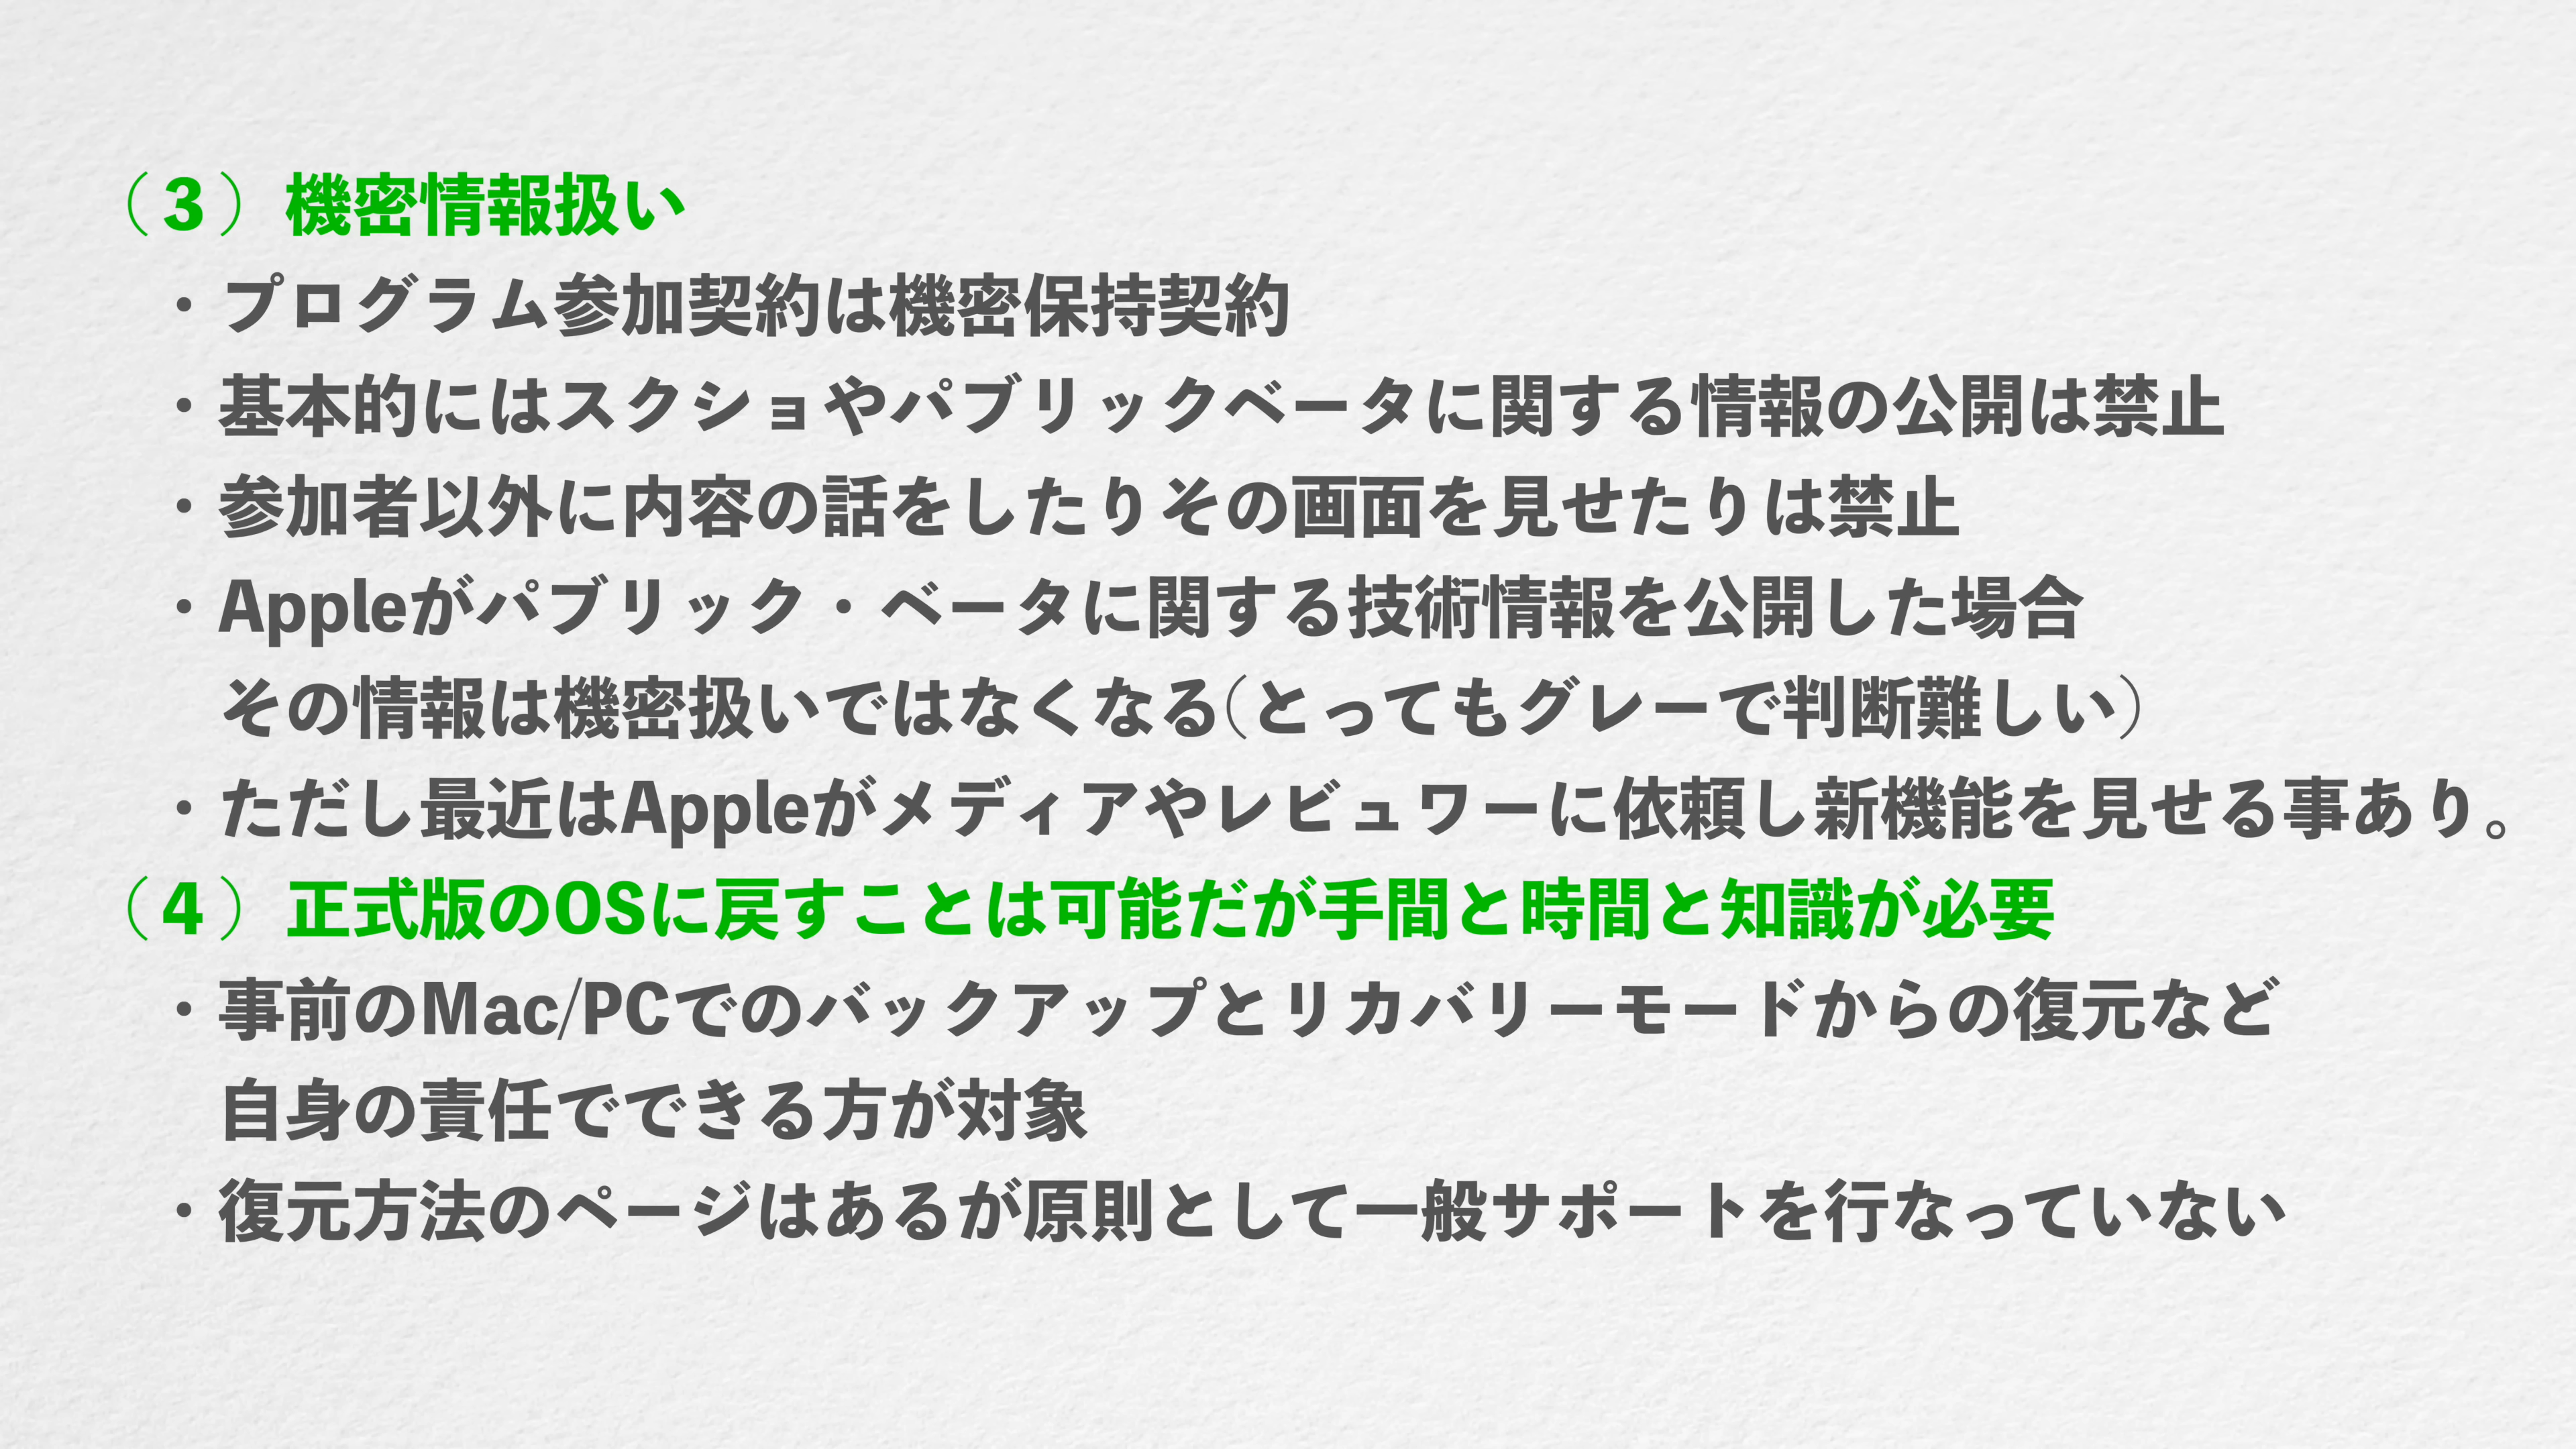 （３）機密情報扱い
・プログラム参加契約は機密保持契約
・基本的にはスクショやパブリックベータに関する情報の公開は禁止
・参加者以外に内容の話をしたりその画面を見せたりは禁止
・Appleがパブリック・ベータに関する技術情報を公開した場合
その情報は機密扱いではなくなる(とってもグレーで判断難しい）
・ただし最近はAppleがメディアやレビュワーに依頼し新機能を見せる事あり。
（４）正式版のOSに戻すことは可能だが手間と時間と知識が必要
・事前のMac/PCでのバックアップとリカバリーモードからの復元など
自身の責任でできる方が対象
・復元方法のページはあるが原則として一般サポートを行なっていない